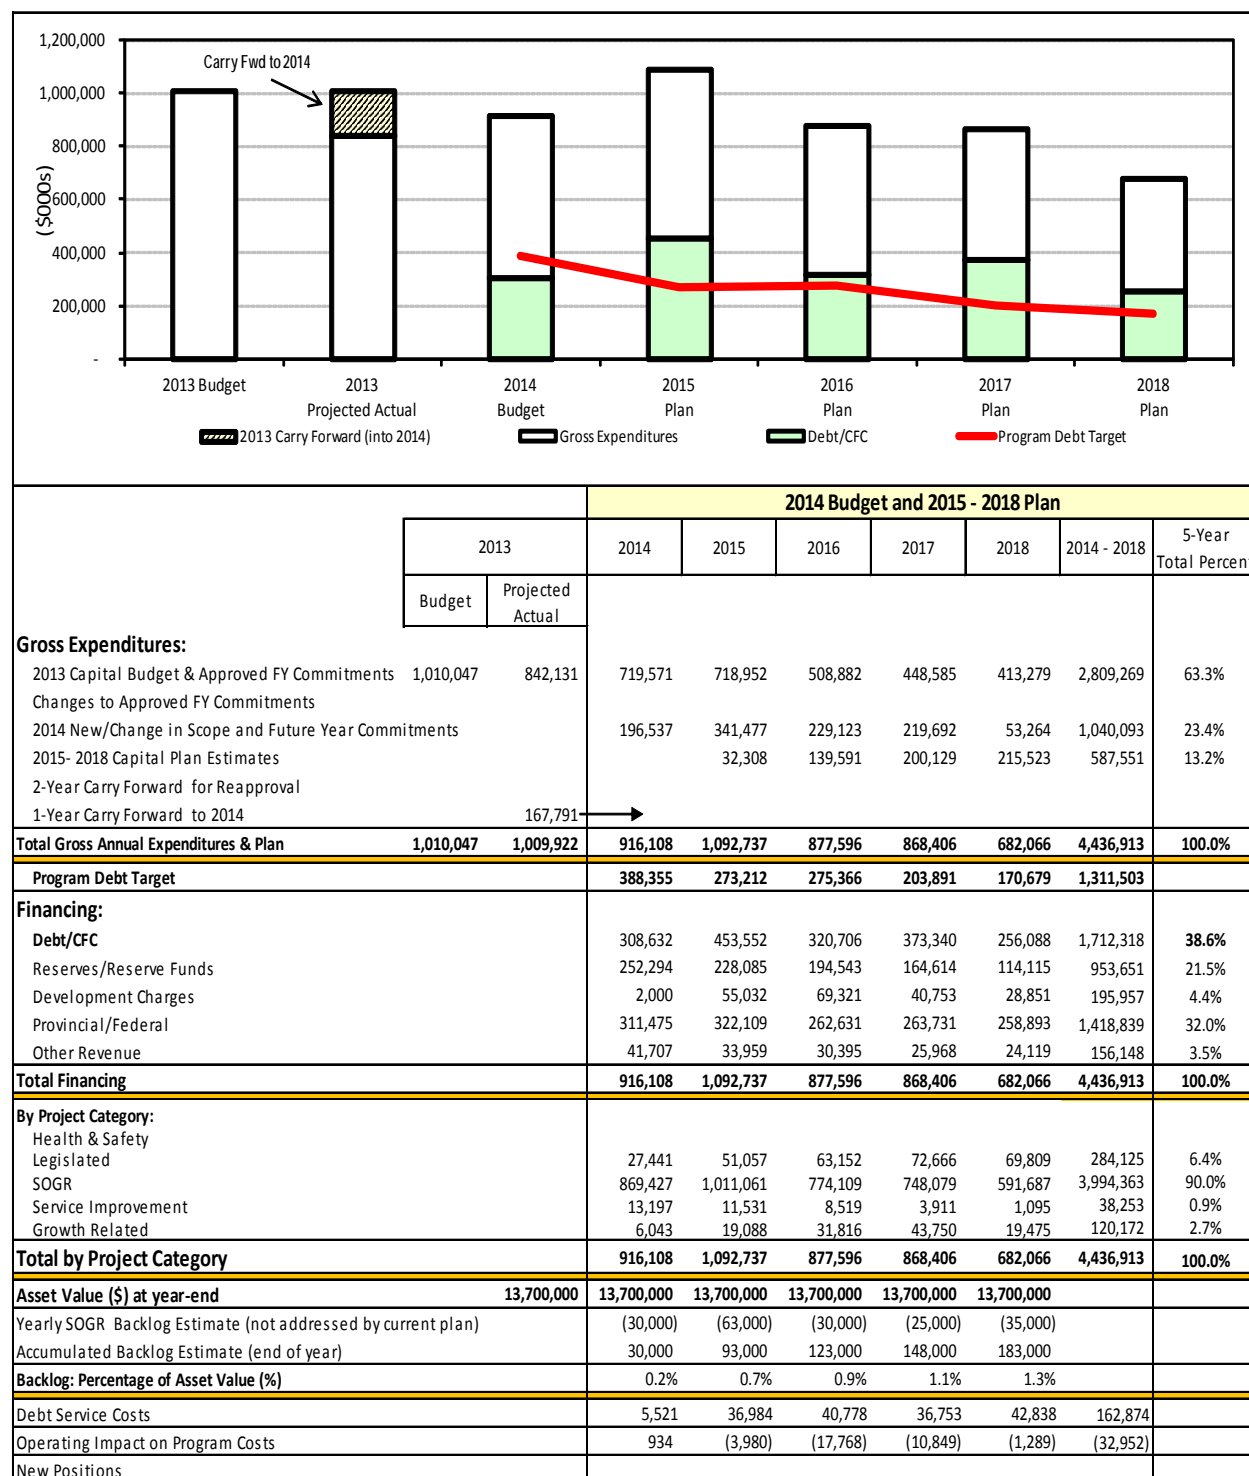 1,200,000
Carry Fwd to 2014
1,000,000
800,000
($000s)
600,000
400,000
200,000
-
2013 Budget 2013 2014 2015 2016 2017 2018
Projected Actual Budget Plan Plan Plan Plan
2013 Carry Forward (into 2014) Gross Expenditures Debt/CFC Program Debt Target
2014 Budget and 2015 - 2018 Plan
2013 2014 2015 2016 2017 2018 2014 - 2018 5-Year
Total Percent
Budget Projected
Actual
Gross Expenditures:
2013 Capital Budget & Approved FY Commitments 1,010,047 842,131 719,571 718,952 508,882 448,585 413,279 2,809,269 63.3%
Changes to Approved FY Commitments
2014 New/Change in Scope and Future Year Commitments 196,537 341,477 229,123 219,692 53,264 1,040,093 23.4%
2015- 2018 Capital Plan Estimates 32,308 139,591 200,129 215,523 587,551 13.2%
2-Year Carry Forward for Reapproval
1-Year Carry Forward to 2014 167,791
Total Gross Annual Expenditures & Plan 1,010,047 1,009,922 916,108 1,092,737 877,596 868,406 682,066 4,436,913 100.0%
Program Debt Target 388,355 273,212 275,366 203,891 170,679 1,311,503
Financing:
Debt/CFC 308,632 453,552 320,706 373,340 256,088 1,712,318 38.6%
Reserves/Reserve Funds 252,294 228,085 194,543 164,614 114,115 953,651 21.5%
Development Charges 2,000 55,032 69,321 40,753 28,851 195,957 4.4%
Provincial/Federal 311,475 322,109 262,631 263,731 258,893 1,418,839 32.0%
Other Revenue 41,707 33,959 30,395 25,968 24,119 156,148 3.5%
Total Financing 916,108 1,092,737 877,596 868,406 682,066 4,436,913 100.0%
By Project Category:
Health & Safety
Legislated 27,441 51,057 63,152 72,666 69,809 284,125 6.4%
SOGR 869,427 1,011,061 774,109 748,079 591,687 3,994,363 90.0%
Service Improvement 13,197 11,531 8,519 3,911 1,095 38,253 0.9%
Growth Related 6,043 19,088 31,816 43,750 19,475 120,172 2.7%
Total by Project Category 916,108 1,092,737 877,596 868,406 682,066 4,436,913 100.0%
Asset Value ($) at year-end 13,700,000 13,700,000 13,700,000 13,700,000 13,700,000 13,700,000
Yearly SOGR Backlog Estimate (not addressed by current plan) (30,000) (63,000) (30,000) (25,000) (35,000)
Accumulated Backlog Estimate (end of year) 30,000 93,000 123,000 148,000 183,000
Backlog: Percentage of Asset Value (%) 0.2% 0.7% 0.9% 1.1% 1.3%
Debt Service Costs 5,521 36,984 40,778 36,753 42,838 162,874
Operating Impact on Program Costs 934 (3,980) (17,768) (10,849) (1,289) (32,952)
New Positions